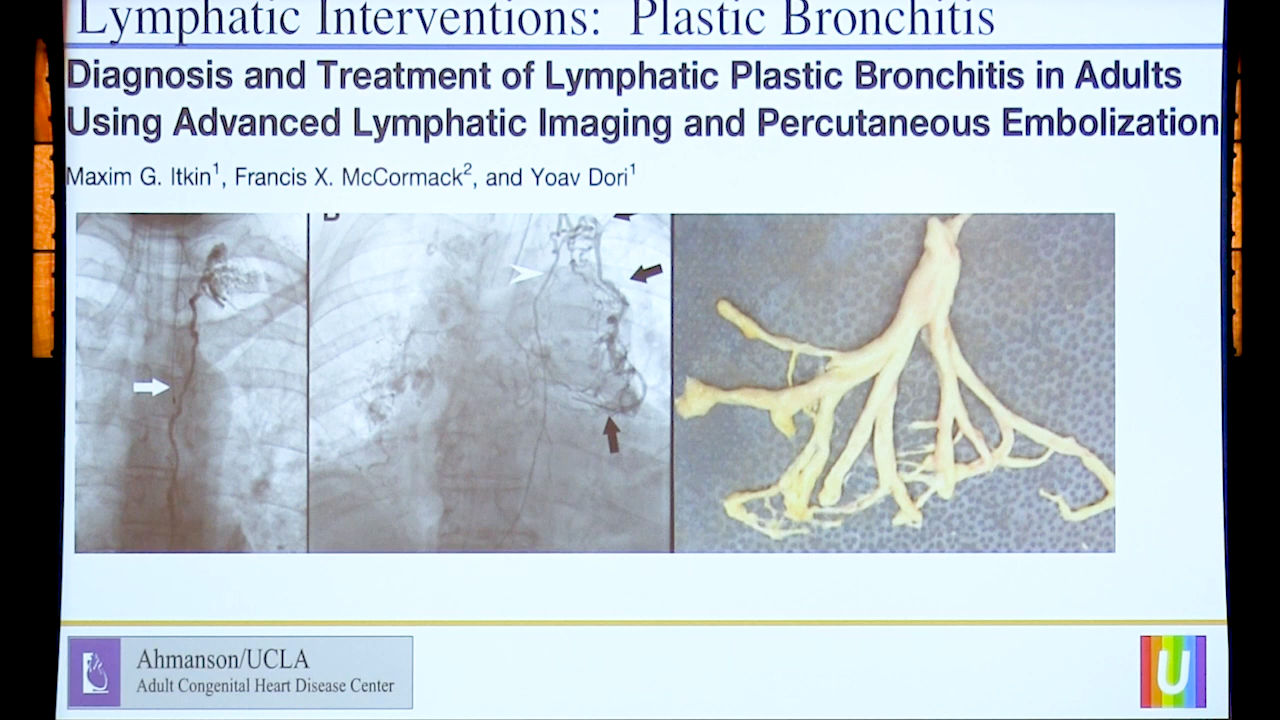 Lymphatic Interventions: Plastic Bronchitis
Diagnosis and Treatment of Lymphatic Plastic Bronchitis in Adults
Using Advanced Lymphatic Imaging and Percutaneous Embolization
Maxim G. Itkin1, Francis X. McCormack2, and Yoav Dori1
Ahmanson/UCLA
Adult Congenital Heart Disease Center
U